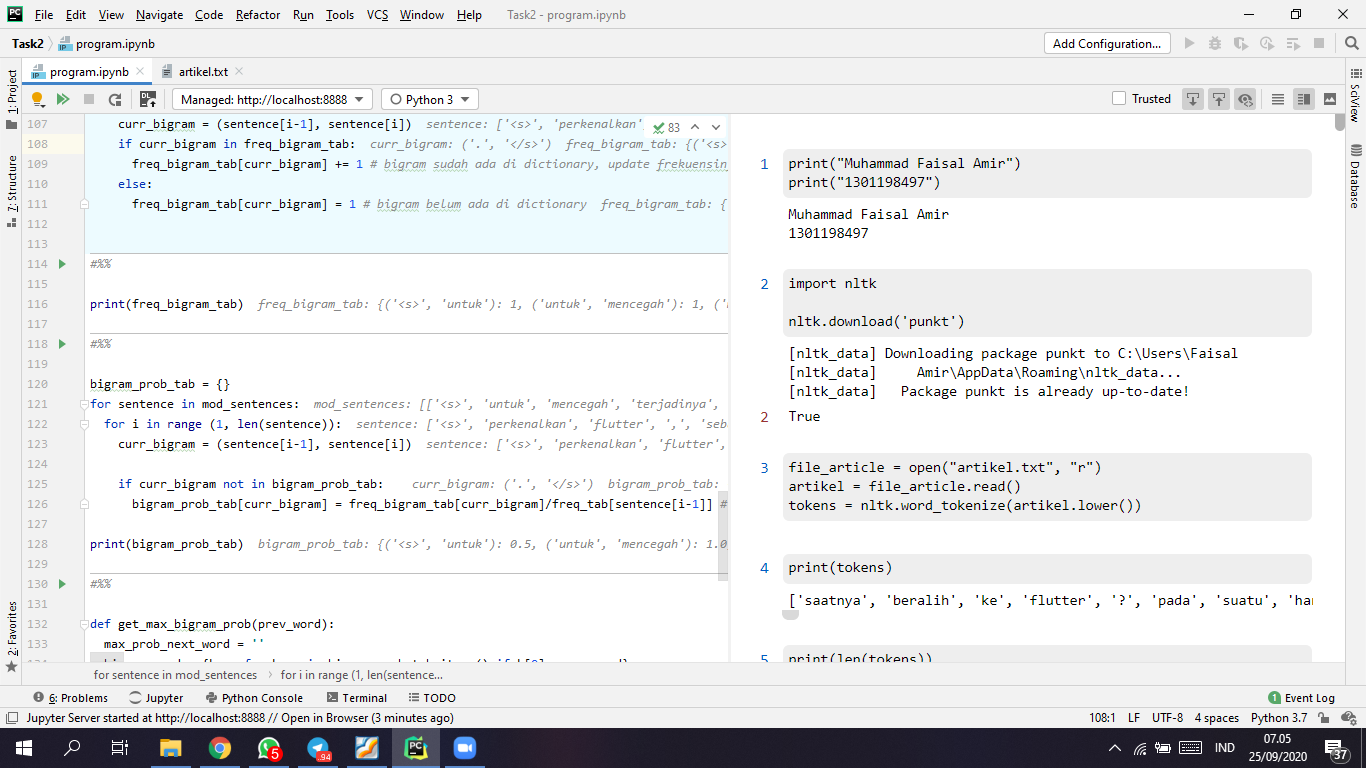 File Edit View Navigate Code Refactor Run Tools VCS Window Help Task2 - program.ipynb
Task2 program.ipynb Add Configuration...
program.ipynb artikel.txt
Managed: http://localhost:8888 Python 3 Trusted
1: Project
7: Structure
2: Favorites
SciView
Database
83
107 curr_bigram = (sentence[i-1], sentence[i]) sentence: ['<s>', 'perkenalkan'
108 if curr_bigram in freq_bigram_tab: curr_bigram: ('.', '</s>') freq_bigram_tab: {('<s>
109 freq_bigram_tab[curr_bigram] += 1 # bigram sudah ada di dictionary, update frekuensin
110 else:
111 freq_bigram_tab[curr_bigram] = 1 # bigram belum ada di dictionary freq_bigram_tab: {
112
113
114 #%%
115
116 print(freq_bigram_tab) freq_bigram_tab: {('<s>', 'untuk'): 1, ('untuk', 'mencegah'): 1, ('
117
118 #%%
119
120 bigram_prob_tab = {}
121 for sentence in mod_sentences: mod_sentences: [['<s>', 'untuk', 'mencegah', 'terjadinya',
122 for i in range (1, len(sentence)): sentence: ['<s>', 'perkenalkan', 'flutter', ',', 'seb
123 curr_bigram = (sentence[i-1], sentence[i]) sentence: ['<s>', 'perkenalkan', 'flutter',
124
125 if curr_bigram not in bigram_prob_tab: curr_bigram: ('.', '</s>') bigram_prob_tab:
126 bigram_prob_tab[curr_bigram] = freq_bigram_tab[curr_bigram]/freq_tab[sentence[i-1]] #
127
128 print(bigram_prob_tab) bigram_prob_tab: {('<s>', 'untuk'): 0.5, ('untuk', 'mencegah'): 1.0
129
130 #%%
131
132 def get_max_bigram_prob(prev_word):
133 max_prob_next_word = ''
for sentence in mod_sentences for i in range (1, len(sentence...
1 print("Muhammad Faisal Amir")
print("1301198497")
Muhammad Faisal Amir
1301198497
2 import nltk
nltk.download('punkt')
[nltk_data] Downloading package punkt to C:\Users\Faisal
[nltk_data] Amir\AppData\Roaming\nltk_data...
[nltk_data] Package punkt is already up-to-date!
2 True
3 file_article = open("artikel.txt", "r")
artikel = file_article.read()
tokens = nltk.word_tokenize(artikel.lower())
4 print(tokens)
['saatnya', 'beralih', 'ke', 'flutter', '?', 'pada', 'suatu', 'har
5 print(len(tokens))
6: Problems Jupyter Python Console Terminal TODO 1 Event Log
Jupyter Server started at http://localhost:8888 // Open in Browser (3 minutes ago) 108:1 LF UTF-8 4 spaces Python 3.7
5 94 IND 07.05
25/09/2020 37